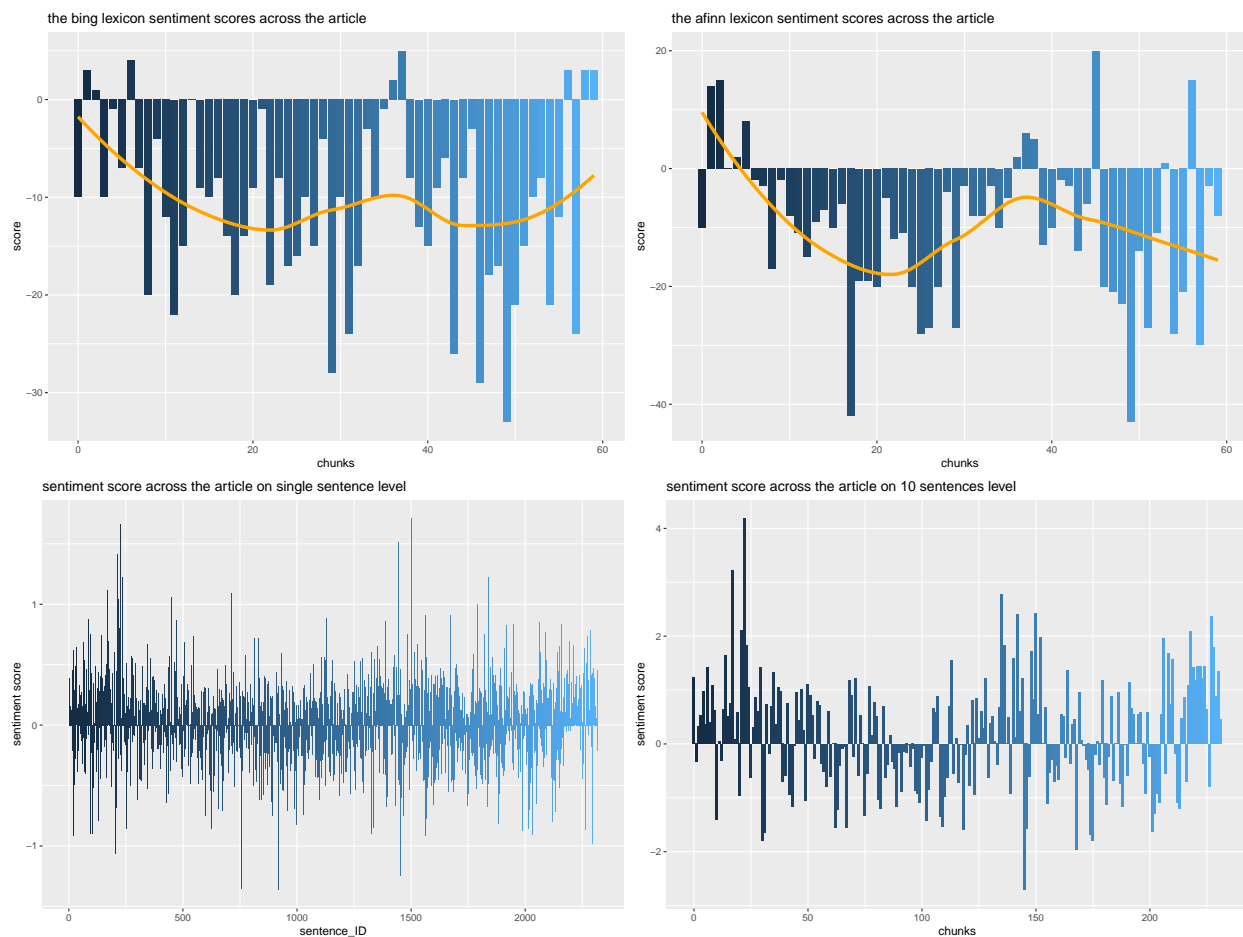 the bing lexicon sentiment scores across the article
score
0
−10
−20
−30
0
20
40
60
chunks
the afinn lexicon sentiment scores across the article
score
20
0
−20
−40
0
20
40
60
chunks
sentiment score across the article on single sentence level
sentiment score
1
0
−1
0
500
1000
1500
2000
sentence_ID
sentiment score across the article on 10 sentences level
sentiment score
4
2
0
−2
0
50
100
150
200
chunks